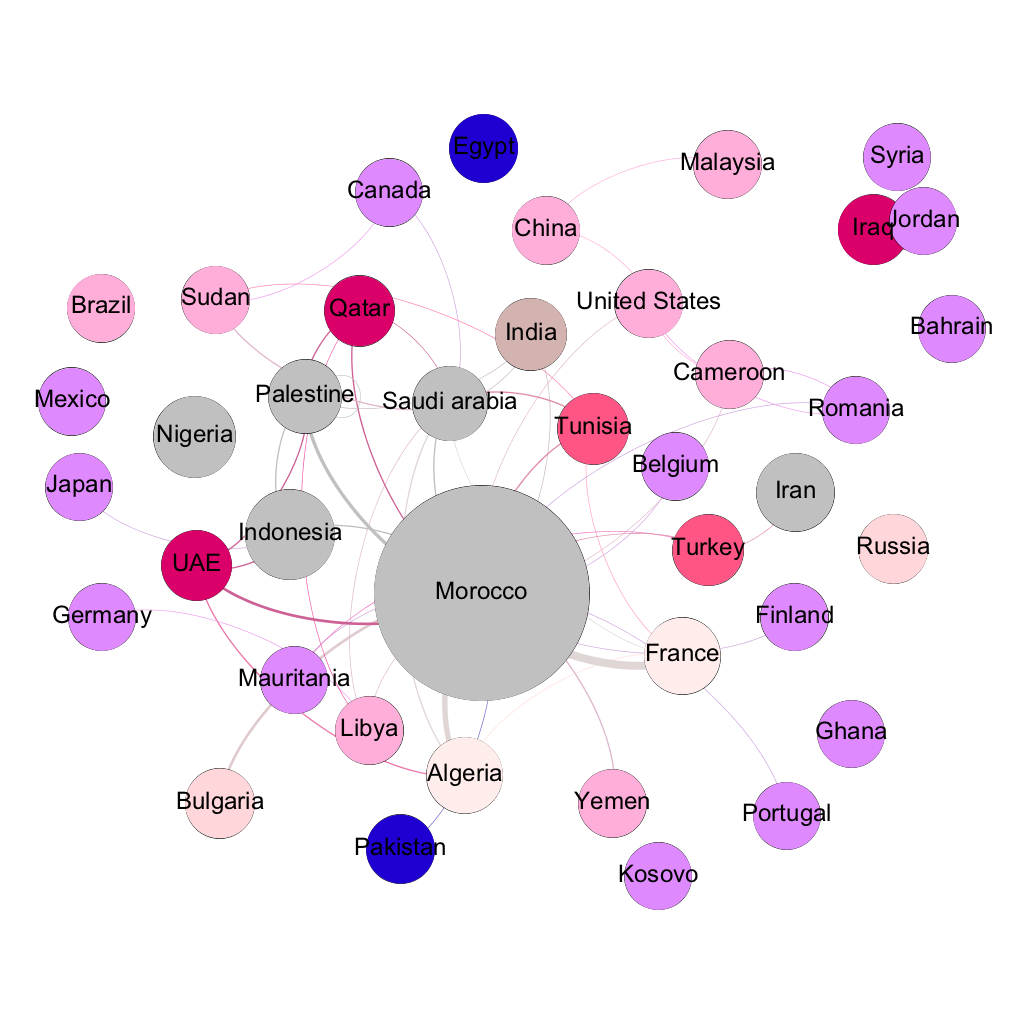 Egypt
Malaysia
Syria
Canada
China
Jordan
Iraq
Sudan
United States
Brazil
Qatar
India
Bahrain
Cameroon
Palestine
Saudi arabia
Mexico
Romania
Tunisia
Nigeria
Belgium
Japan
Iran
Indonesia
Turkey
Russia
UAE
Morocco
Germany
Finland
France
Mauritania
Libya
Ghana
Algeria
Bulgaria
Yemen
Portugal
Pakistan
Kosovo